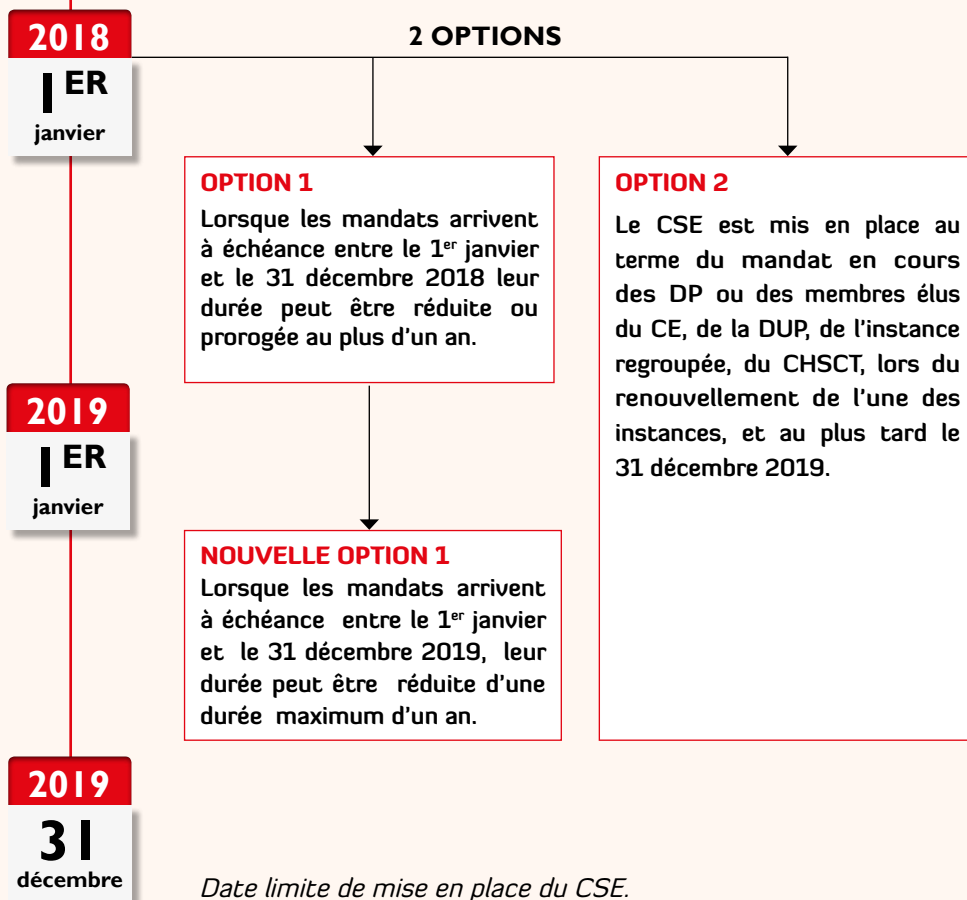 2018
1ER
janvier
2 OPTIONS
OPTION 1
Lorsque les mandats arrivent
à échéance entre le 1er janvier
et le 31 décembre 2018 leur
durée peut être réduite ou
prorogée au plus d'un an.
OPTION 2
Le CSE est mis en place au
terme du mandat en cours
des DP ou des membres élus
du CE, de la DUP, de l'instance
regroupée, du CHSCT, lors du
renouvellement de l'une des
instances, et au plus tard le
31 décembre 2019.
2019
1ER
janvier
NOUVELLE OPTION 1
Lorsque les mandats arrivent
à échéance entre le 1er janvier
et le 31 décembre 2019, leur
durée peut être réduite d'une
durée maximum d'un an.
2019
31
décembre
Date limite de mise en place du CSE.